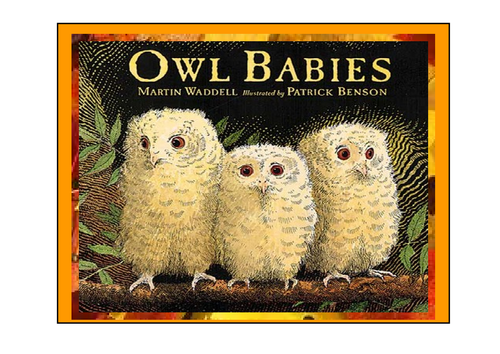 OWL BABIES
MARTIN WADDELL Illustrated by PATRICK BENSON